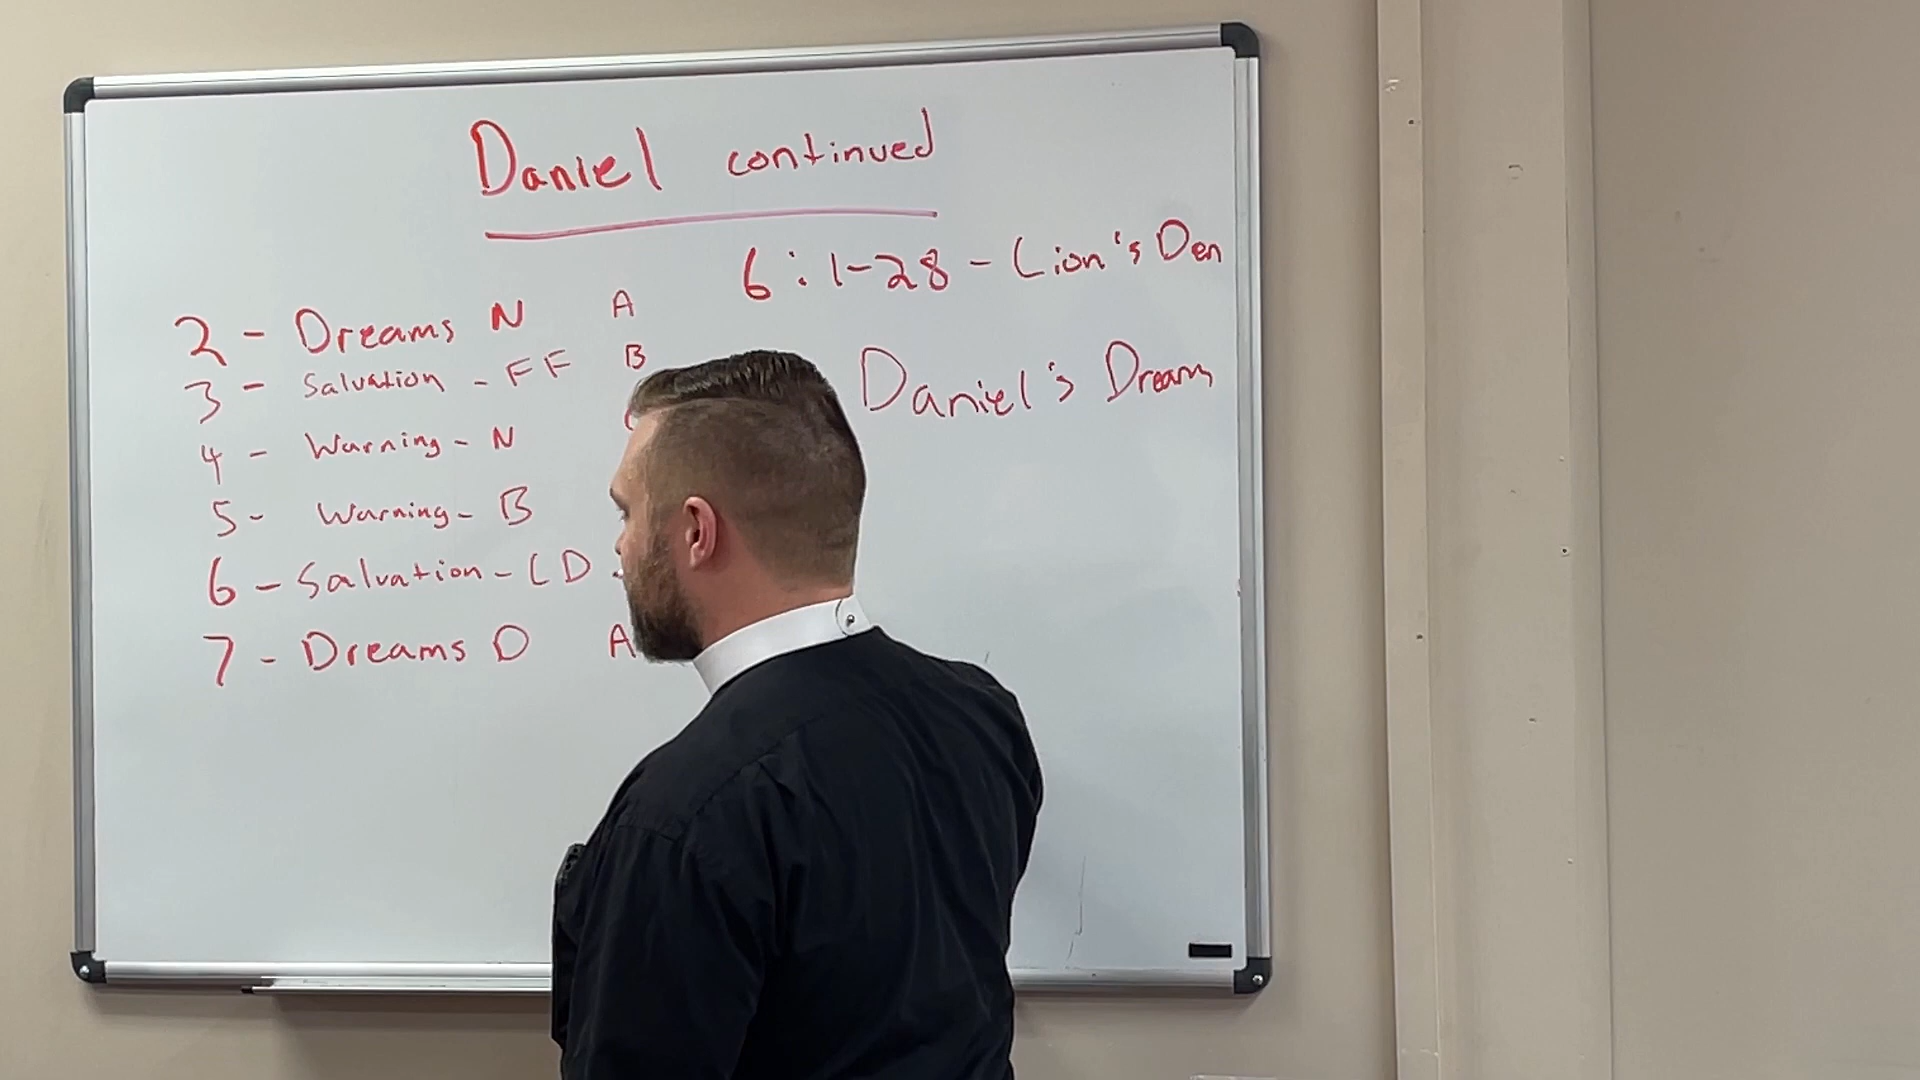 Daniel continued
2 - Dreams N A
3 - Salvation - FF B
4 - Warning - N
5 - Warning - B
6 - Salvation - LD
7 - Dreams D A
6:1-28 - Lion's Den
Daniel's Dreams